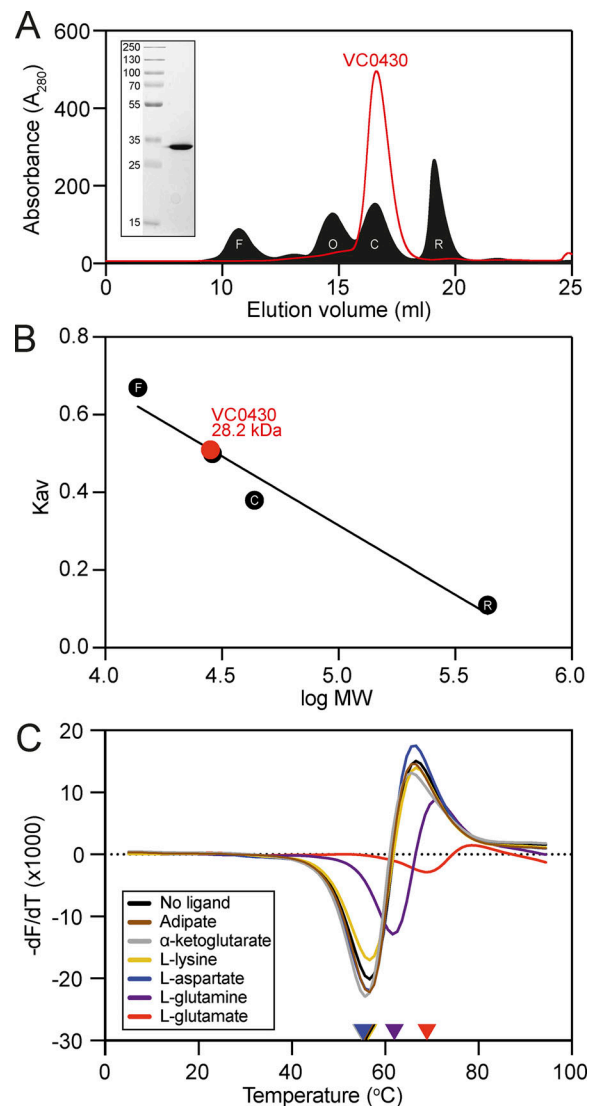 A
600
400
200
0
Absorbance (A280)
250
130
100
70
55
35
25
15
VC0430
F
O
C
R
0
5
10
15
20
25
Elution volume (ml)
B
0.8
0.6
0.4
0.2
0.0
Kav
F
VC0430
28.2 kDa
C
R
4.0
4.5
5.0
5.5
6.0
log MW
C
20
10
0
-10
-20
-30
-dF/dT (x1000)
No ligand
Adipate
α-ketoglutarate
L-lysine
L-aspartate
L-glutamine
L-glutamate
0
20
40
60
80
100
Temperature (oC)